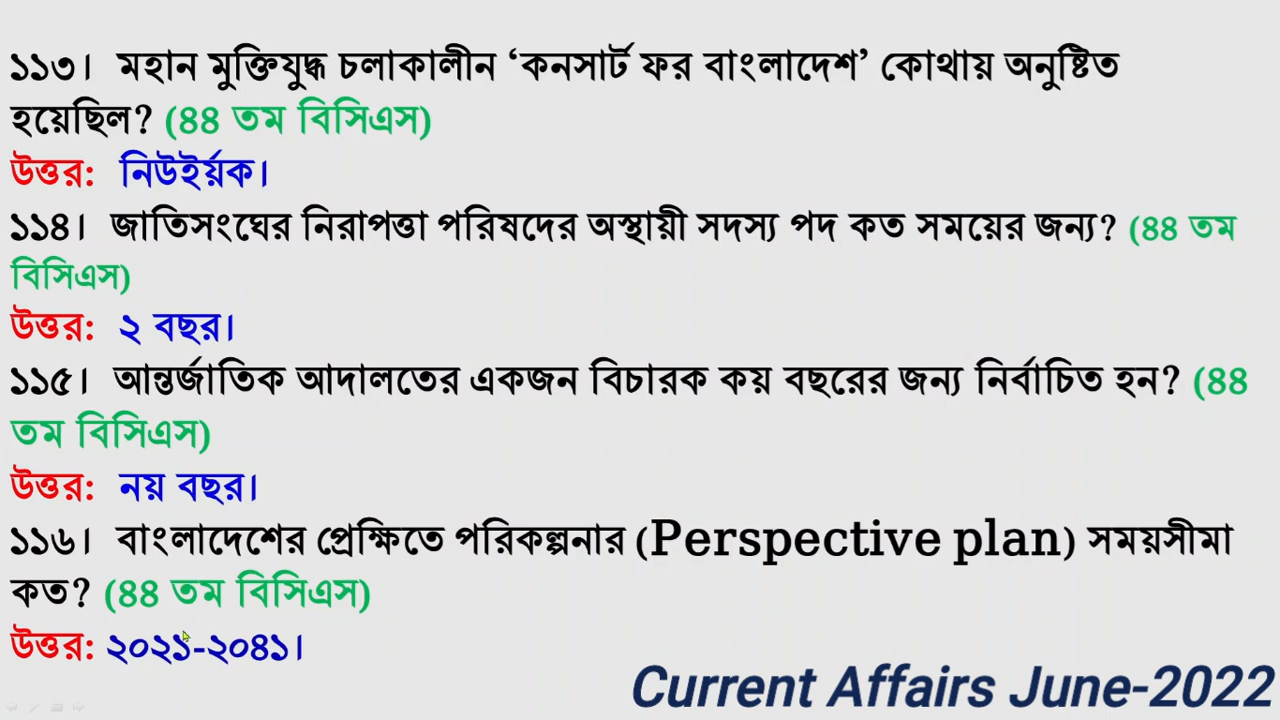 ১১৩।  মহান মুক্তিযুদ্ধ চলাকালীন ‘কনসার্ট ফর বাংলাদেশ’ কোথায় অনুষ্টিত
হয়েছিল? (৪৪ তম বিসিএস)
উত্তর:  নিউইর্য়ক।
১১৪।  জাতিসংঘের নিরাপত্তা পরিষদের অস্থায়ী সদস্য পদ কত সময়ের জন্য? (৪৪ তম
বিসিএস)
উত্তর:  ২ বছর।
১১৫।  আন্তর্জাতিক আদালতের একজন বিচারক কয় বছরের জন্য নির্বাচিত হন? (৪৪
তম বিসিএস)
উত্তর:  নয় বছর।
১১৬।  বাংলাদেশের প্রেক্ষিতে পরিকল্পনার (Perspective plan) সময়সীমা
কত? (৪৪ তম বিসিএস)
উত্তর: ২০২১-২০৪১।
Current Affairs June-2022